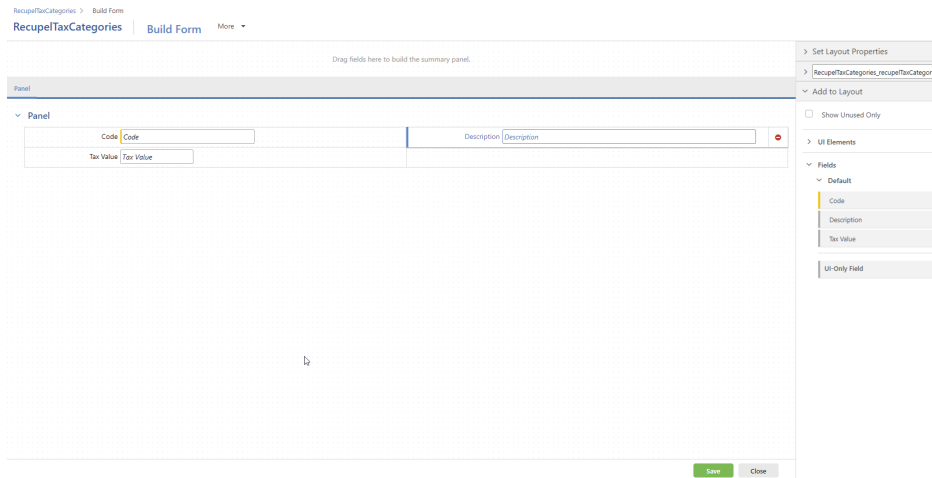 RecupelTaxCategories > Build Form
RecupelTaxCategories Build Form More
Drag fields here to build the summary panel.
Panel
Panel
Code Code Description Description
Tax Value Tax Value
Set Layout Properties
RecupelTaxCategories_recupelTaxCategor
Add to Layout
Show Unused Only
UI Elements
Fields
Default
Code
Description
Tax Value
UI-Only Field
Save Close